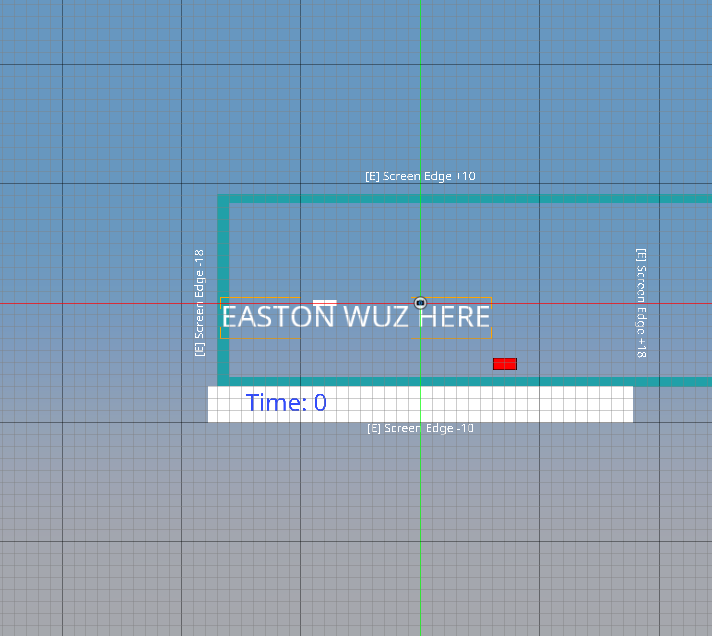 [E] Screen Edge +10
[E] Screen Edge -18
[E] Screen Edge +18
EASTON WUZ HERE
Time: 0
[E] Screen Edge -10